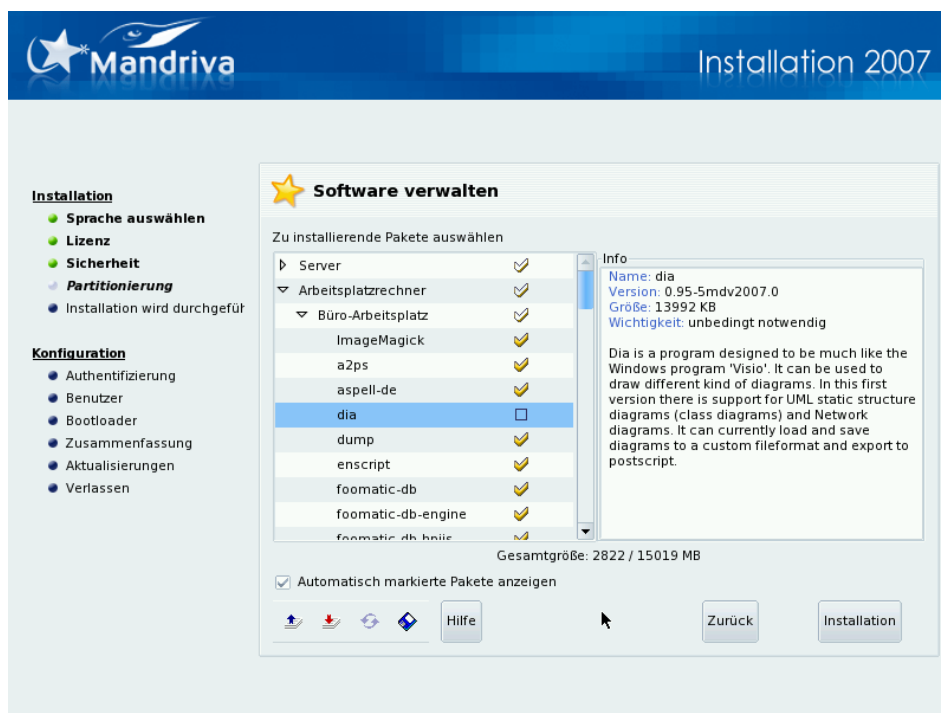 Mandriva
Installation 2007
Installation
Sprache auswählen
Lizenz
Sicherheit
Partitionierung
Installation wird durchgefüh
Konfiguration
Authentifizierung
Benutzer
Bootloader
Zusammenfassung
Aktualisierungen
Verlassen
Software verwalten
Zu installierende Pakete auswählen
Server
Arbeitsplatzrechner
Büro-Arbeitsplatz
ImageMagick
a2ps
aspell-de
dia
dump
enscript
foomatic-db
foomatic-db-engine
foomatic-db-hpijs
Info
Name: dia
Version: 0.95-5mdv2007.0
Größe: 13992 KB
Wichtigkeit: unbedingt notwendig
Dia is a program designed to be much like the
Windows program 'Visio'. It can be used to
draw different kind of diagrams. In this first
version there is support for UML static structure
diagrams (class diagrams) and Network
diagrams. It can currently load and save
diagrams to a custom fileformat and export to
postscript.
Gesamtgröße: 2822 / 15019 MB
Automatisch markierte Pakete anzeigen
Hilfe
Zurück
Installation